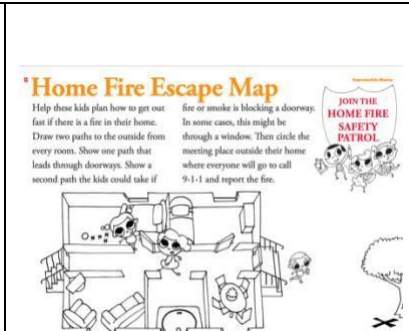 Home Fire Escape Map
Help these kids plan how to get out
fast if there is a fire in their home.
Draw two paths to the outside from
every room. Show one path that
leads through doorways. Show a
second path the kids could take if
fire or smoke is blocking a doorway.
In some cases, this might be
through a window. Then circle the
meeting place outside their home
where everyone will go to call
9-1-1 and report the fire.
Reproducible Master
JOIN THE
HOME FIRE
SAFETY
PATROL